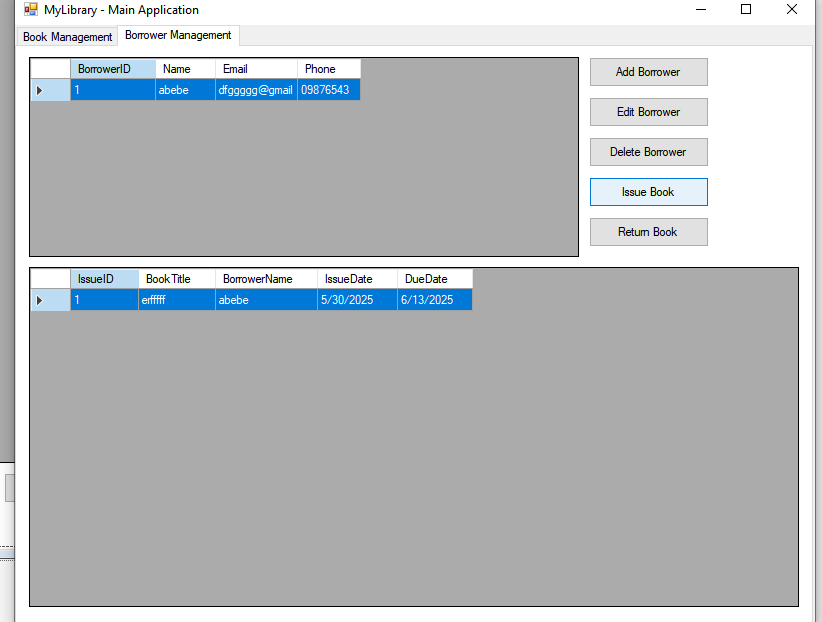 MyLibrary - Main Application
Book Management Borrower Management
BorrowerID Name Email Phone
1 abebe dfggggg@gmail 09876543
Add Borrower
Edit Borrower
Delete Borrower
Issue Book
Return Book
IssueID BookTitle BorrowerName IssueDate DueDate
1 erfffff abebe 5/30/2025 6/13/2025